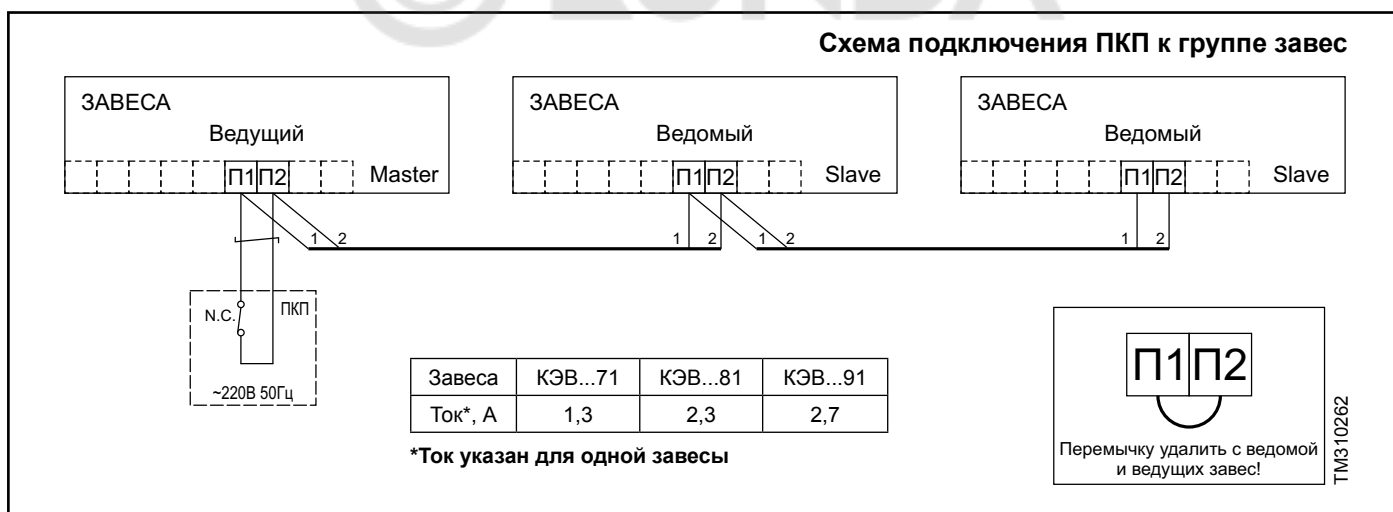 Схема подключения ПКП к группе завес
ЗАВЕСА
Ведущий
П1 П2
Master
ЗАВЕСА
Ведомый
П1 П2
Slave
ЗАВЕСА
Ведомый
П1 П2
Slave
1 2
1 2
1 2
1 2
N.C.
ПКП
~220В 50Гц
Завеса КЭВ...71 КЭВ...81 КЭВ...91
Ток*, А 1,3 2,3 2,7
*Ток указан для одной завесы
П1 П2
Перемычку удалить с ведомой
и ведущих завес!
ТМ310262